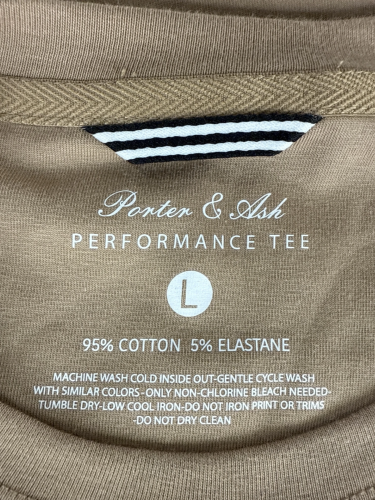 Porter & Ash
PERFORMANCE TEE
L
95% COTTON 5% ELASTANE
MACHINE WASH COLD INSIDE OUT-GENTLE CYCLE WASH
WITH SIMILAR COLORS-ONLY NON-CHLORINE BLEACH NEEDED-
TUMBLE DRY-LOW COOL IRON-DO NOT IRON PRINT OR TRIMS
-DO NOT DRY CLEAN